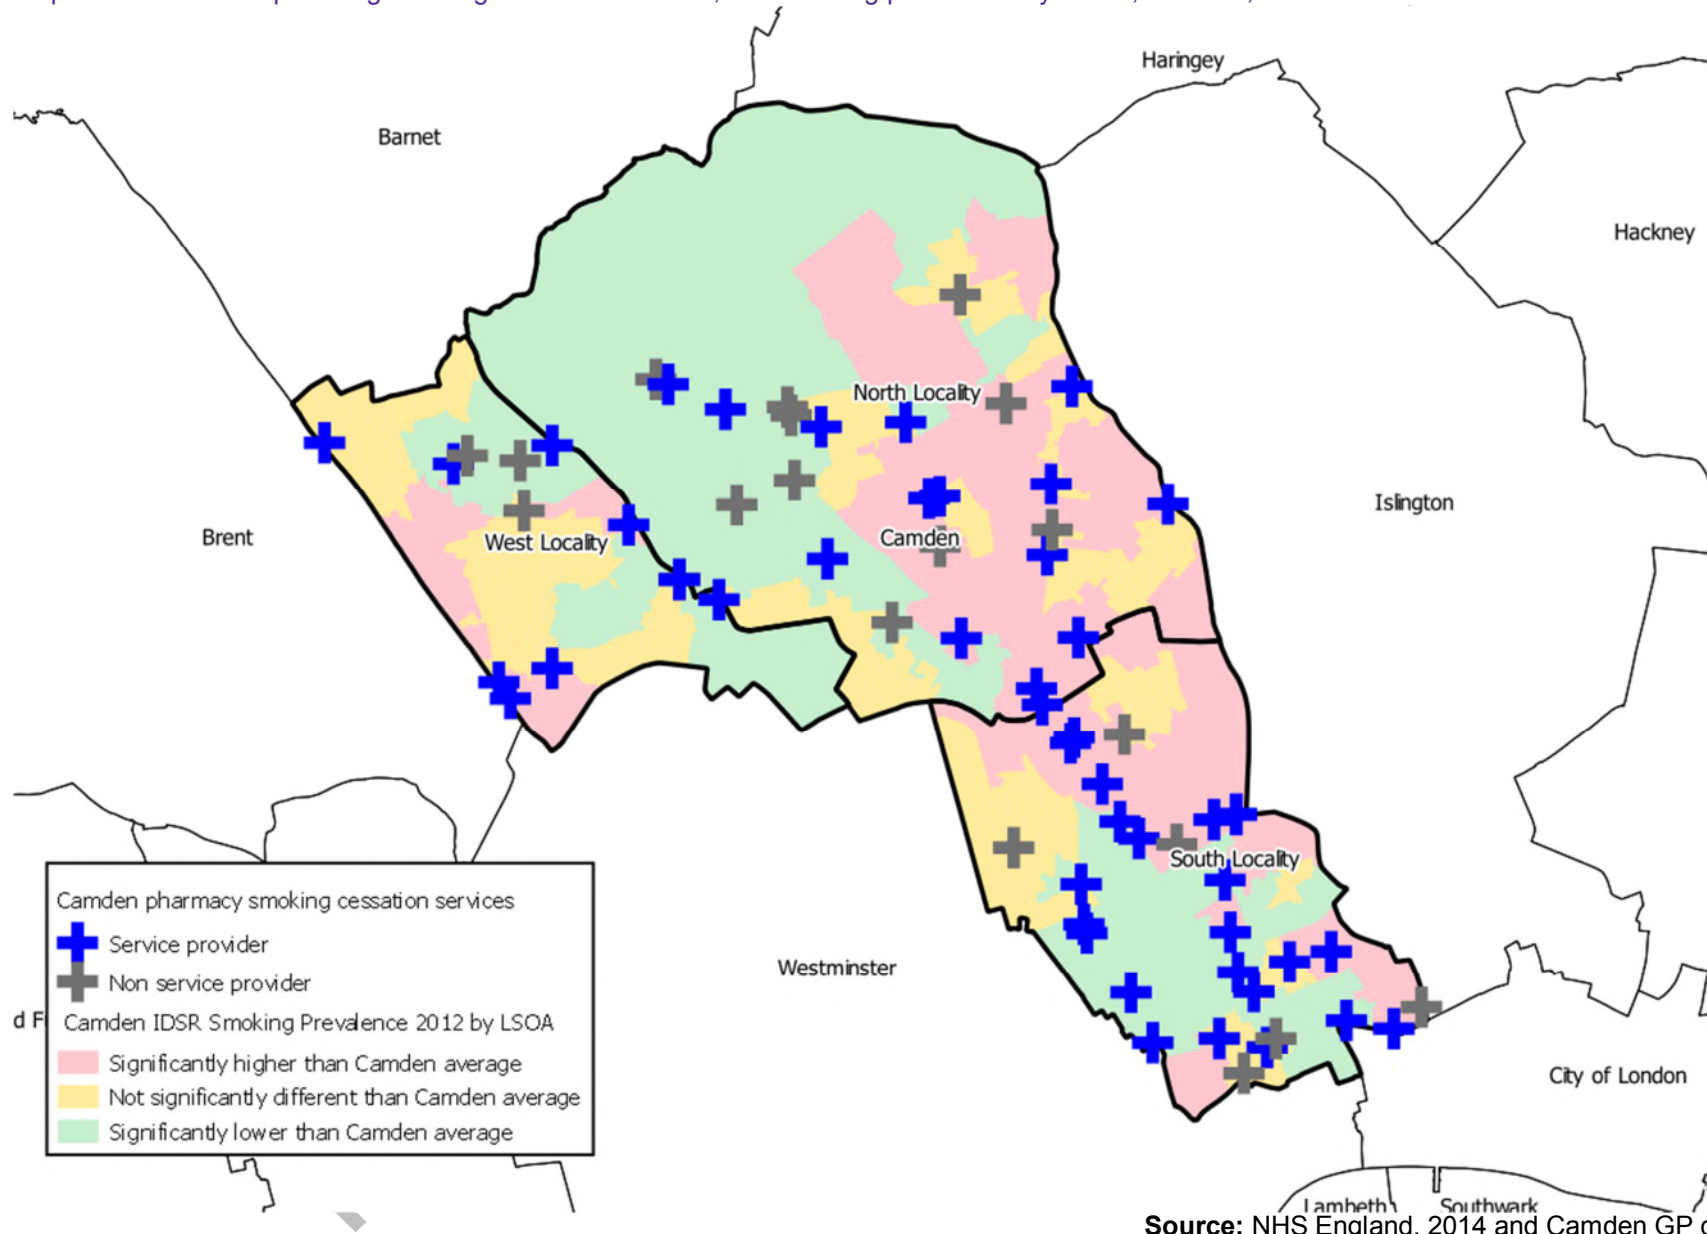 Haringey
Barnet
Hackney
North Locality
Islington
Brent
West Locality
Camden
South Locality
Westminster
City of London
Lambeth
Southwark
d F
Camden pharmacy smoking cessation services
Service provider
Non service provider
Camden IDSR Smoking Prevalence 2012 by LSOA
Significantly higher than Camden average
Not significantly different than Camden average
Significantly lower than Camden average
Source: NHS England, 2014 and Camden GP